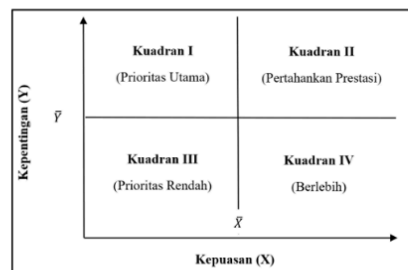 Kuadran I
(Prioritas Utama)
Kuadran II
(Pertahankan Prestasi)
Kepentingan (Y)
Ȳ
Kuadran III
(Prioritas Rendah)
Kuadran IV
(Berlebih)
X̄
Kepuasan (X)